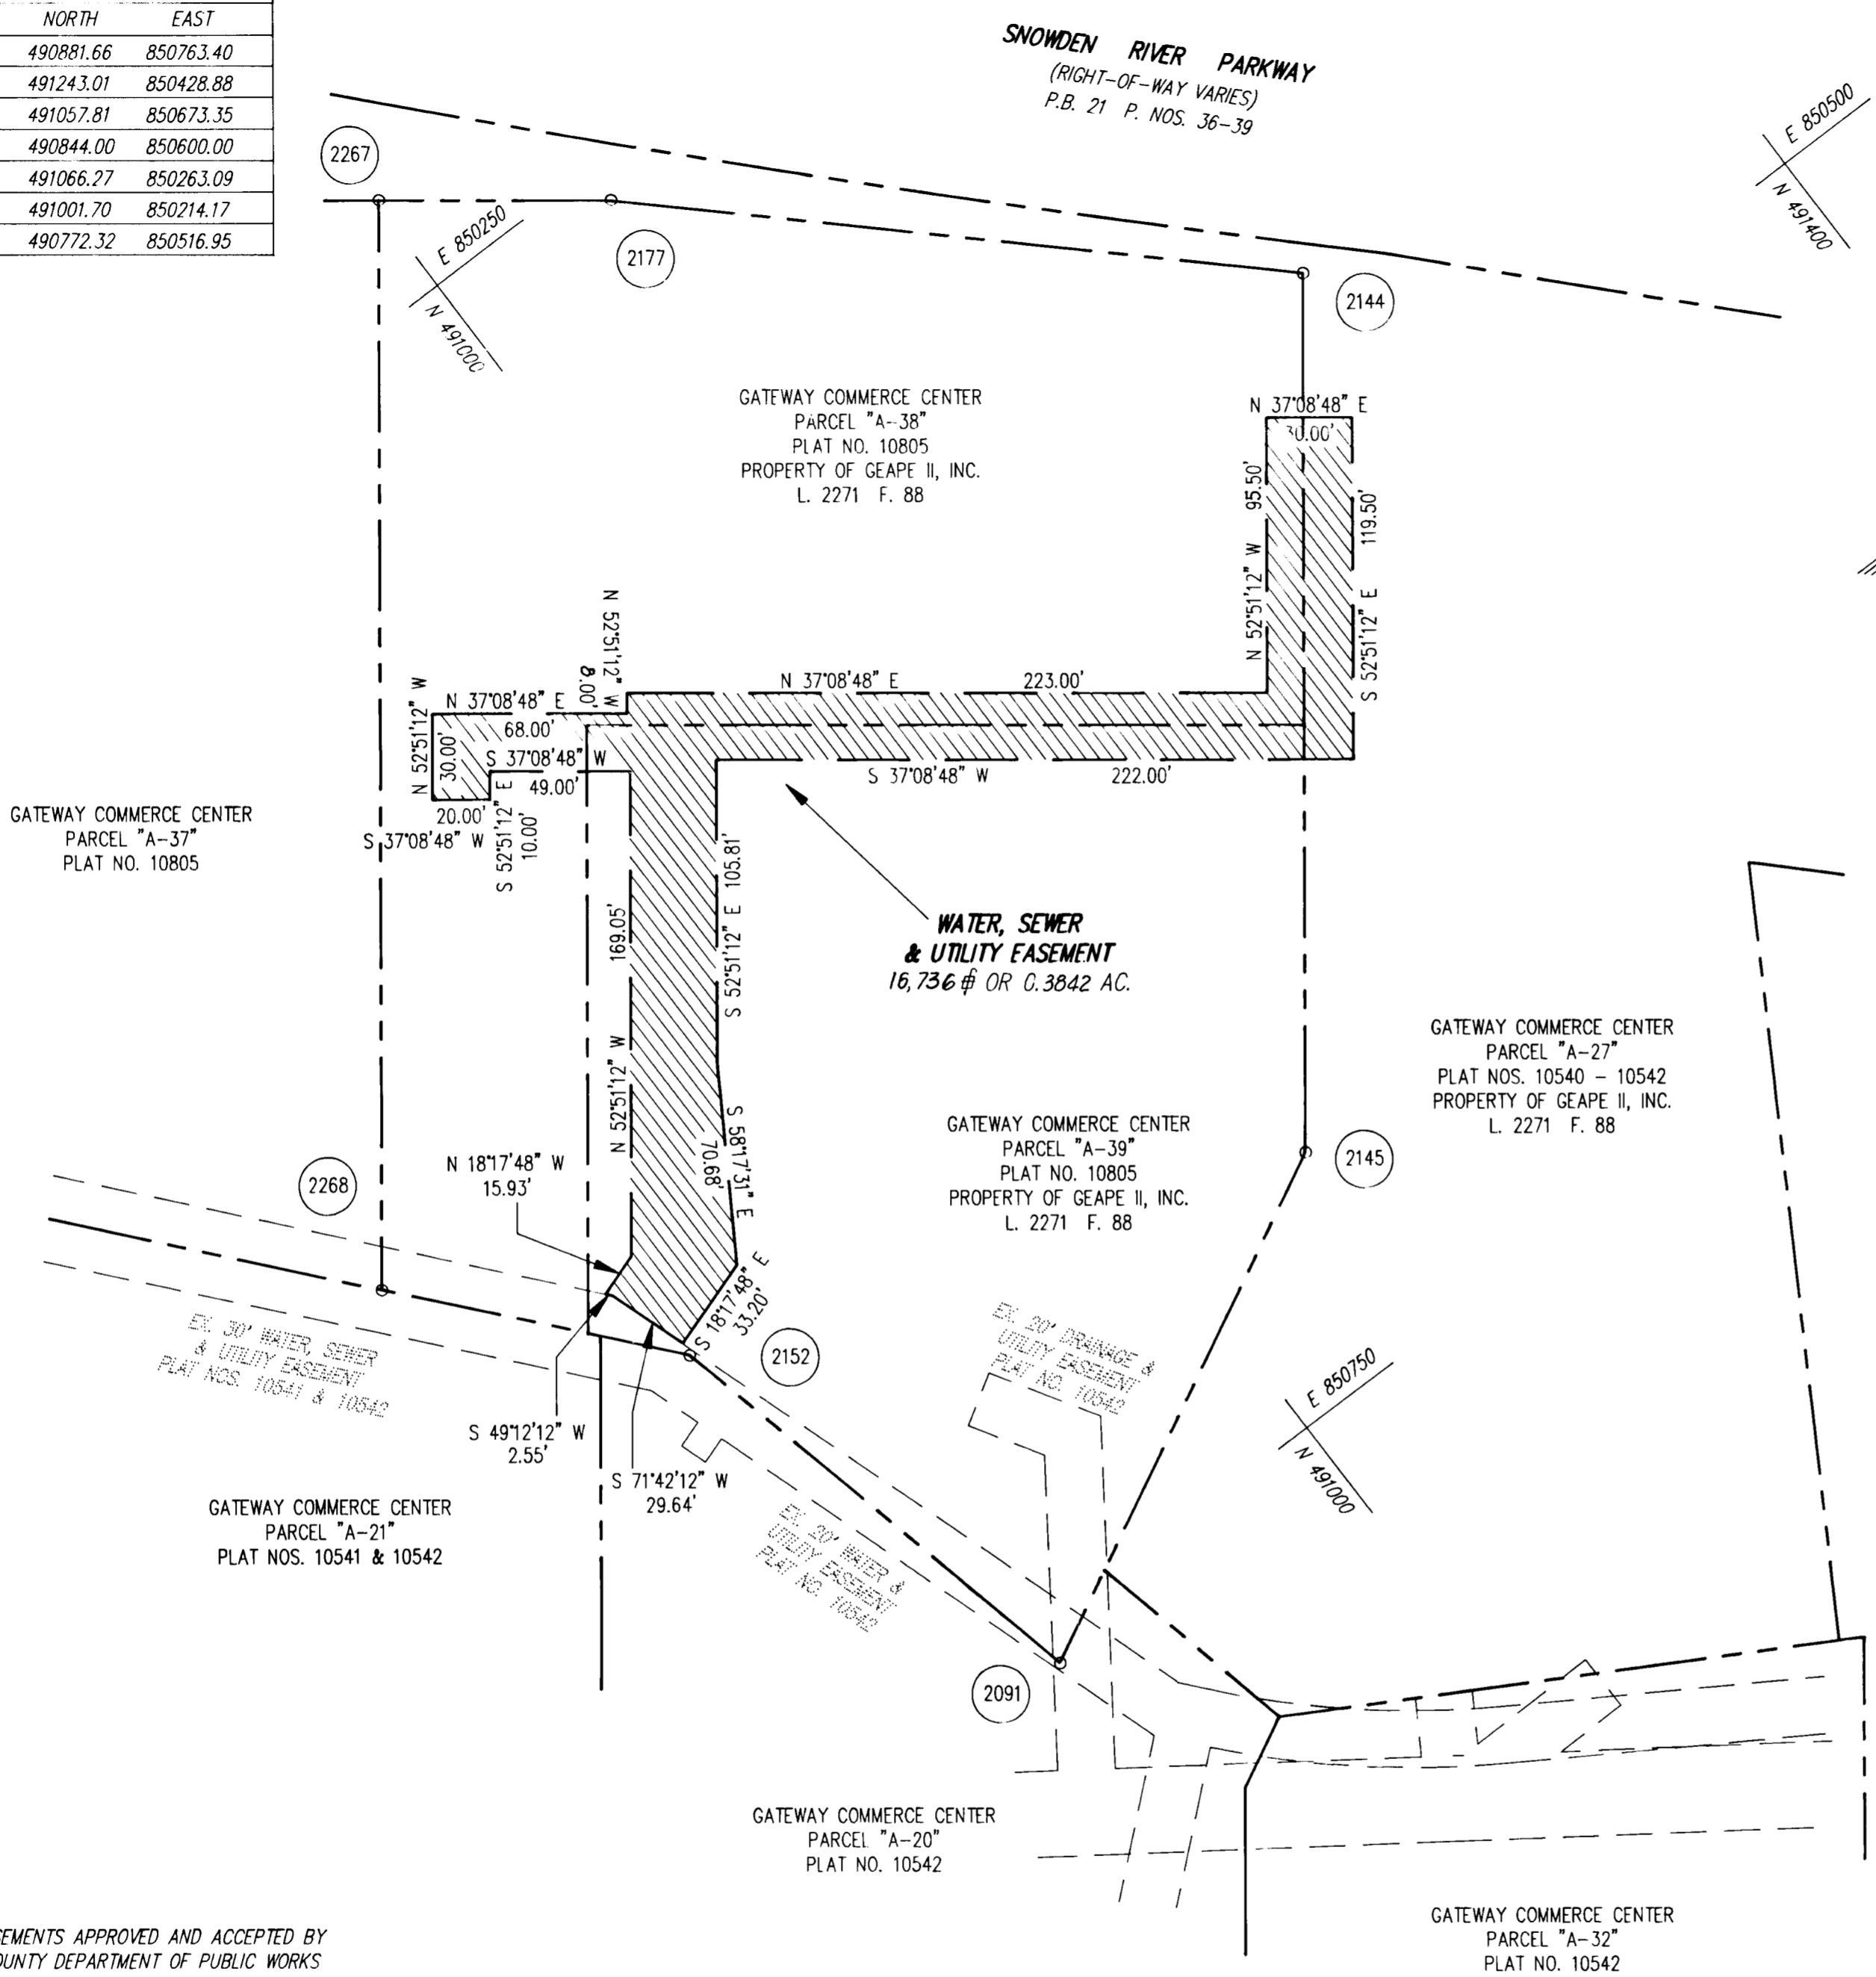 NORTH EAST
490881.66 850763.40
491243.01 850428.88
491057.81 850673.35
490844.00 850600.00
491066.27 850263.09
491001.70 850214.17
490772.32 850516.95
SNOWDEN RIVER PARKWAY
(RIGHT-OF-WAY VARIES)
P.B. 21 P. NOS. 36-39
E 850500
N 491400
2267
E 850250
N 491000
2177
2144
GATEWAY COMMERCE CENTER
PARCEL "A-38"
PLAT NO. 10805
PROPERTY OF GEAPE II, INC.
L. 2271 F. 88
N 37°08'48" E
30.00'
N 52°51'12" W 95.50'
S 52°51'12" E 119.50'
N 52°51'12" W
8.00'
N 37°08'48" E 223.00'
N 37°08'48" E
68.00'
N 52°51'12" W
30.00'
S 37°08'48" W
49.00'
20.00'
S 37°08'48" W
S 52°51'12" E
10.00'
S 37°08'48" W 222.00'
GATEWAY COMMERCE CENTER
PARCEL "A-37"
PLAT NO. 10805
N 52°51'12" W 169.05'
S 52°51'12" E 105.81'
WATER, SEWER
& UTILITY EASEMENT
16,736 ⏍ OR 0.3842 AC.
S 58°17'31" E
70.68'
GATEWAY COMMERCE CENTER
PARCEL "A-27"
PLAT NOS. 10540 - 10542
PROPERTY OF GEAPE II, INC.
L. 2271 F. 88
GATEWAY COMMERCE CENTER
PARCEL "A-39"
PLAT NO. 10805
PROPERTY OF GEAPE II, INC.
L. 2271 F. 88
2145
N 18°17'48" W
15.93'
2268
S 18°17'48" E
33.20'
2152
EX. 30' WATER, SEWER
& UTILITY EASEMENT
PLAT NOS. 10541 & 10542
EX. 20' DRAINAGE &
UTILITY EASEMENT
PLAT NO. 10542
E 850750
N 491000
S 49°12'12" W
2.55'
S 71°42'12" W
29.64'
EX. 20' WATER &
UTILITY EASEMENT
PLAT NO. 10542
GATEWAY COMMERCE CENTER
PARCEL "A-21"
PLAT NOS. 10541 & 10542
2091
GATEWAY COMMERCE CENTER
PARCEL "A-20"
PLAT NO. 10542
GATEWAY COMMERCE CENTER
PARCEL "A-32"
PLAT NO. 10542
EMENTS APPROVED AND ACCEPTED BY
OUNTY DEPARTMENT OF PUBLIC WORKS